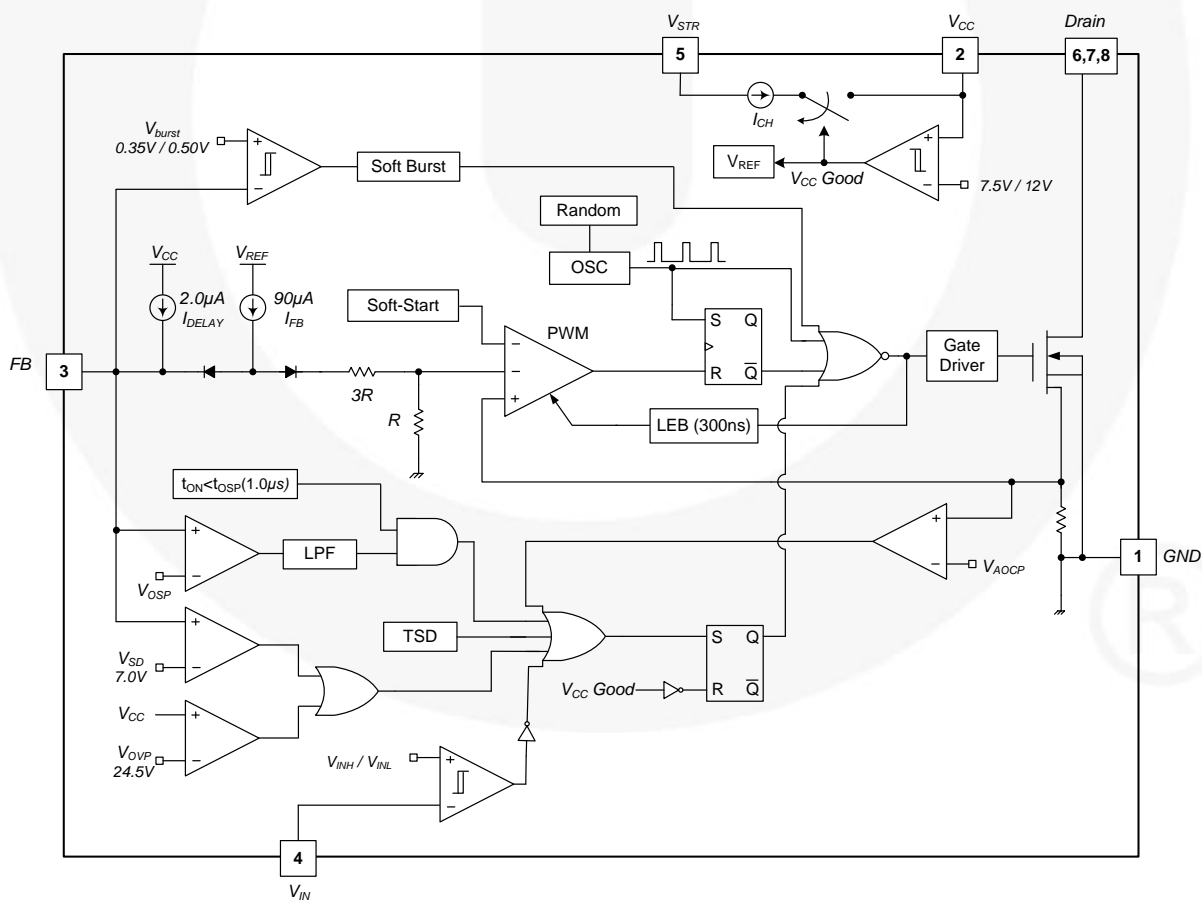 VSTR
VCC
Drain
5
2
6,7,8
ICH
Vburst
0.35V / 0.50V
+
−
Soft Burst
VREF
VCC Good
+
−
7.5V / 12V
Random
OSC
VCC
VREF
2.0µA
IDELAY
90µA
IFB
Soft-Start
PWM
−
−
+
S Q
R Q
Gate
Driver
FB
3
3R
R
LEB (300ns)
tON<tOSP(1.0µs)
+
−
VOSP
LPF
+
−
VAOCP
1
GND
+
−
VSD
7.0V
TSD
S Q
R Q
VCC Good
VCC
+
−
VOVP
24.5V
VINH / VINL
+
−
4
VIN
®